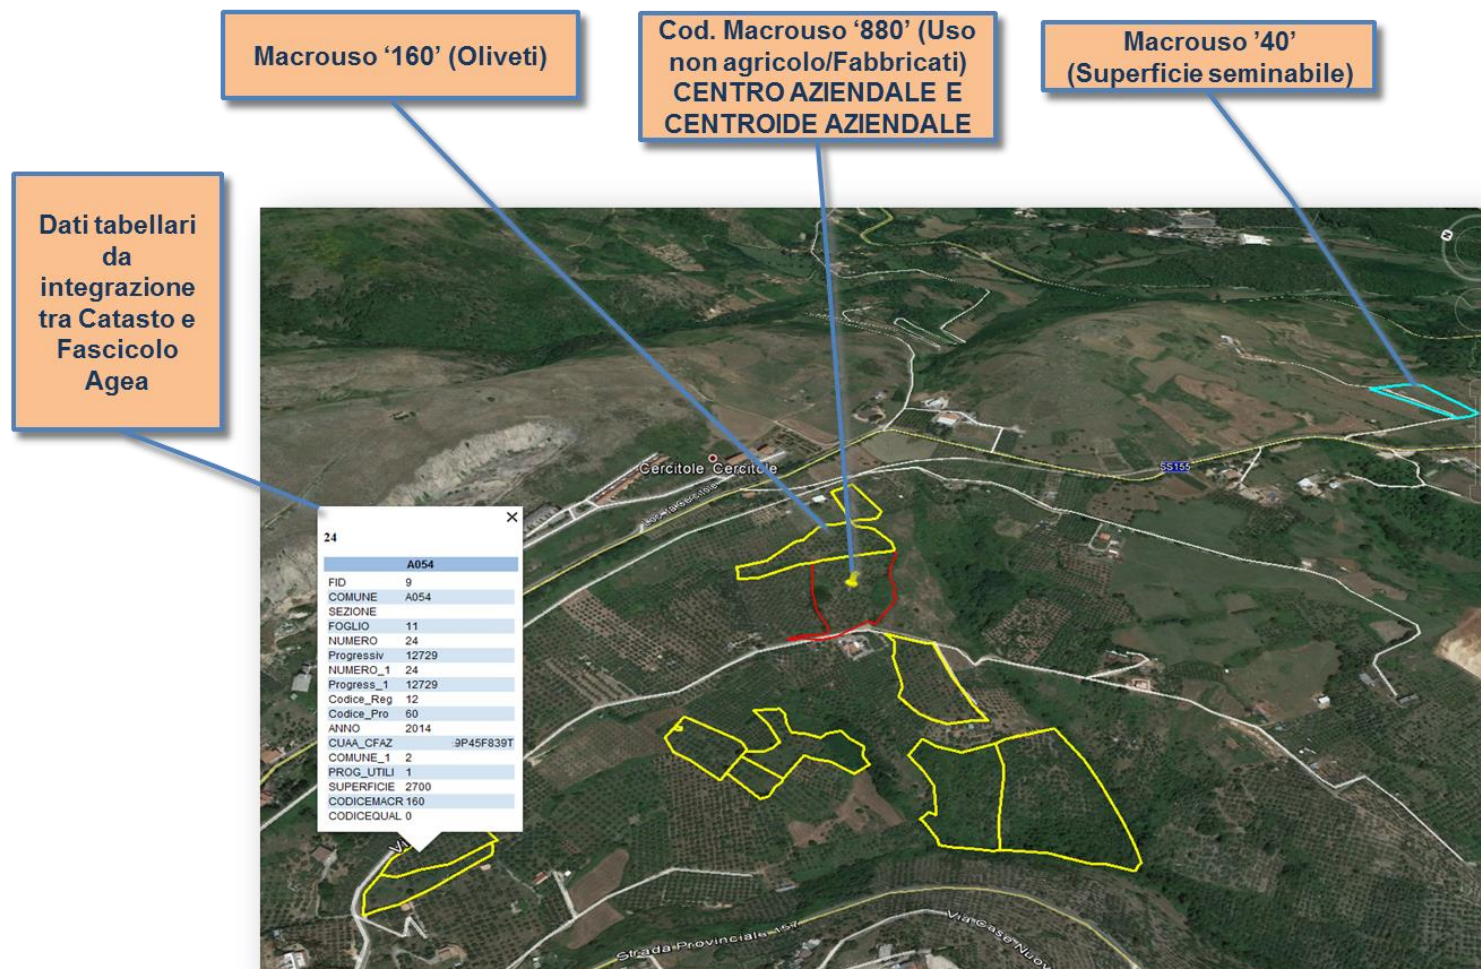 Macrouso ‘160’ (Oliveti)
Cod. Macrouso ‘880’ (Uso
non agricolo/Fabbricati)
CENTRO AZIENDALE E
CENTROIDE AZIENDALE
Macrouso ’40’
(Superficie seminabile)
Dati tabellari
da
integrazione
tra Catasto e
Fascicolo
Agea
N
Cercitole Cercitole
SS155
24
A054
FID 9
COMUNE A054
SEZIONE
FOGLIO 11
NUMERO 24
Progressiv 12729
NUMERO_1 24
Progress_1 12729
Codice_Reg 12
Codice_Pro 60
ANNO 2014
CUAA_CFAZ :9P45F839T
COMUNE_1 2
PROG_UTILI 1
SUPERFICIE 2700
CODICEMACR 160
CODICEQUAL 0
Strada Provinciale 157
Via Case Nuov